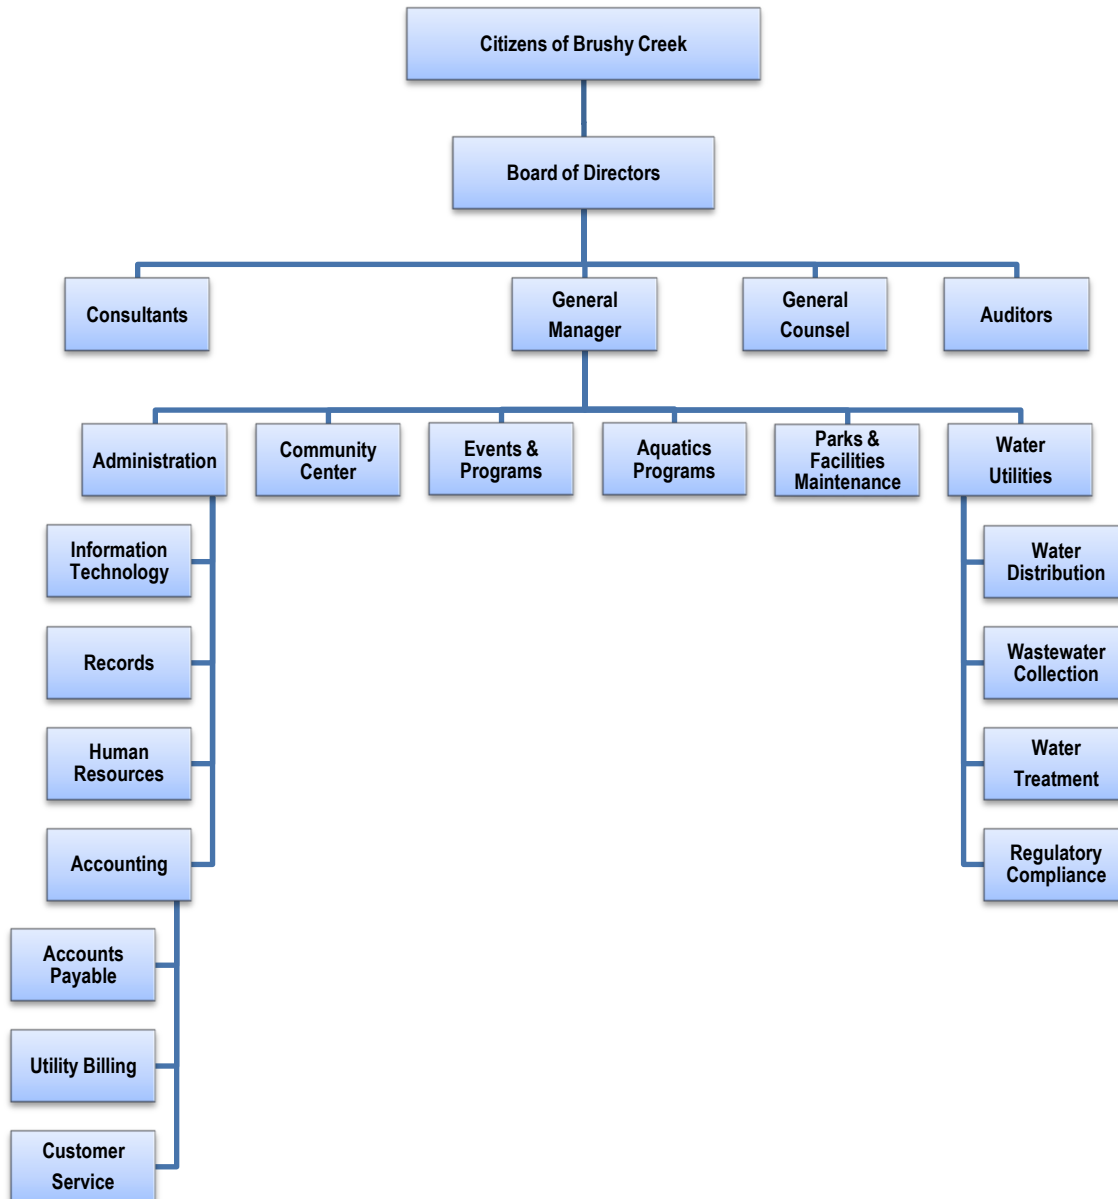 Citizens of Brushy Creek
Board of Directors
Consultants
General
Manager
General
Counsel
Auditors
Administration
Community
Center
Events &
Programs
Aquatics
Programs
Parks &
Facilities
Maintenance
Water
Utilities
Information
Technology
Records
Human
Resources
Accounting
Accounts
Payable
Utility Billing
Customer
Service
Water
Distribution
Wastewater
Collection
Water
Treatment
Regulatory
Compliance